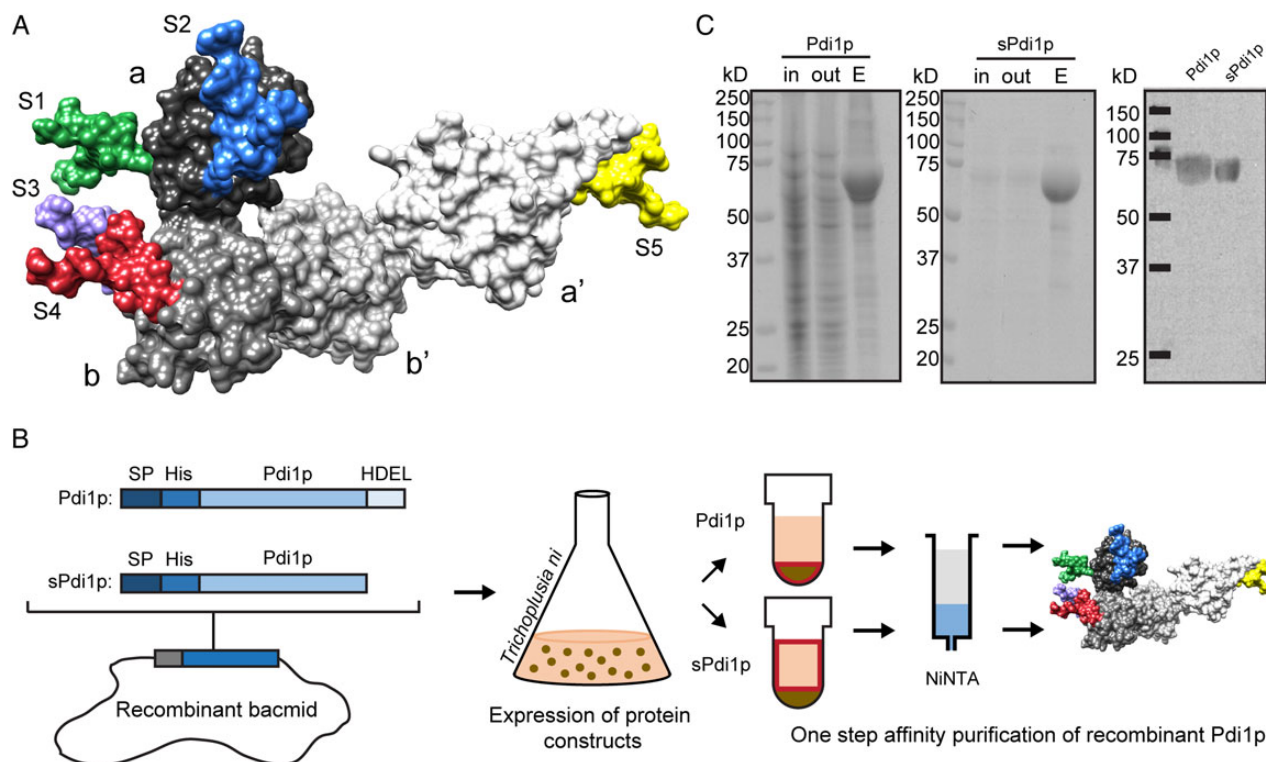 A
S2
a
S1
S3
S4
S5
a'
b'
b
C
Pdi1p
kD in out E
250
150
100
75
50
37
25
20
sPdi1p
kD in out E
250
150
100
75
50
37
25
20
Pdi1p
sPdi1p
kD
150
100
75
50
37
25
B
SP His Pdi1p HDEL
Pdi1p:
SP His Pdi1p
sPdi1p:
Recombinant bacmid
Trichoplusia ni
Expression of protein
constructs
Pdi1p
sPdi1p
NiNTA
One step affinity purification of recombinant Pdi1p